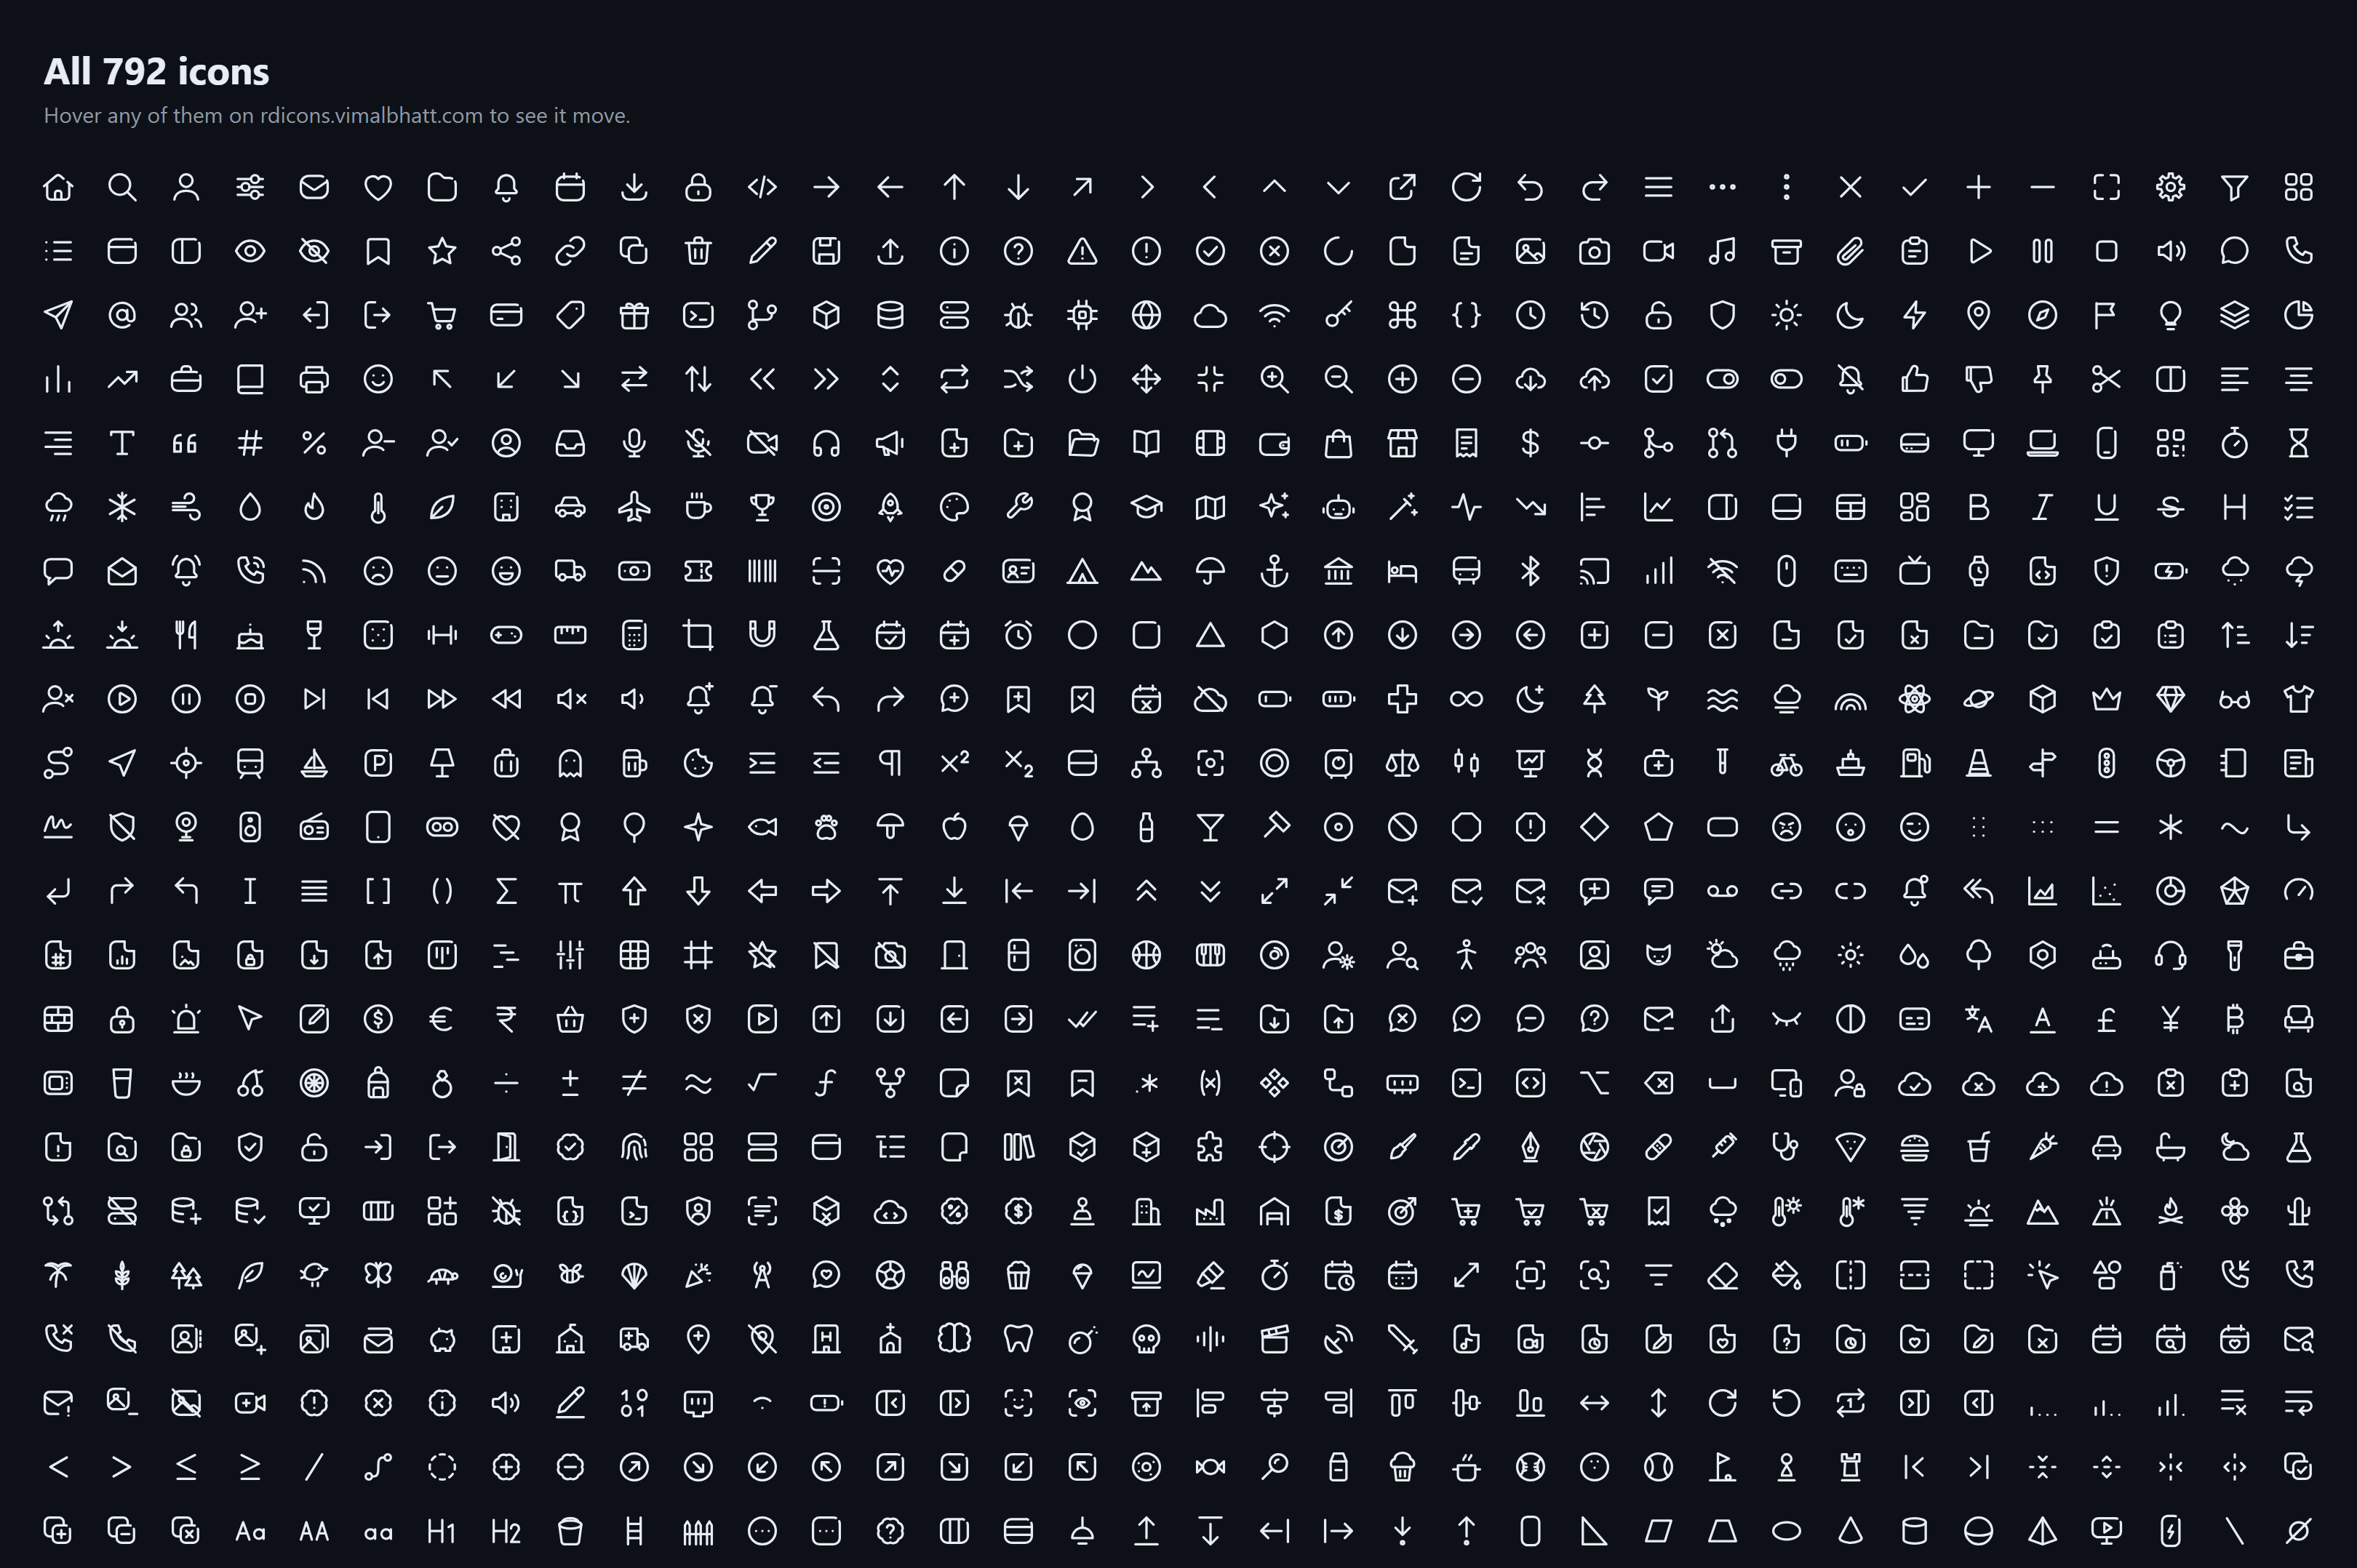 All 792 icons
Hover any of them on rdicons.vimalbhatt.com to see it move.